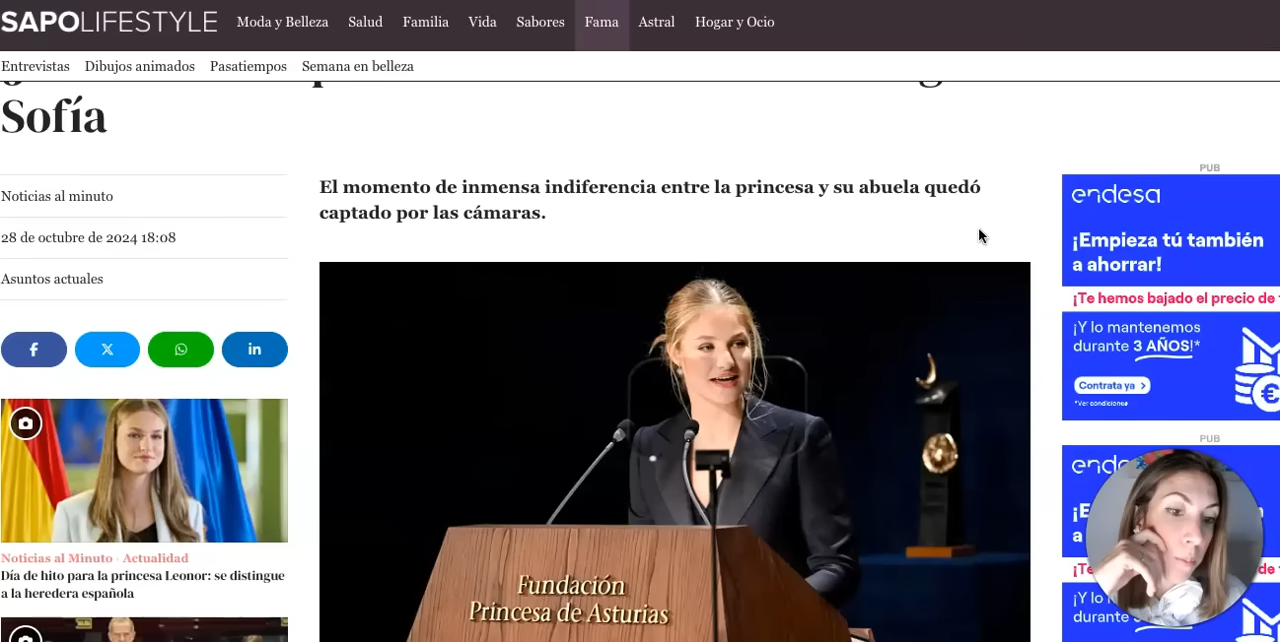 SAPOLIFESTYLE
Moda y Belleza Salud Familia Vida Sabores Fama Astral Hogar y Ocio
Entrevistas Dibujos animados Pasatiempos Semana en belleza
Sofía
Noticias al minuto
28 de octubre de 2024 18:08
Asuntos actuales
El momento de inmensa indiferencia entre la princesa y su abuela quedó
captado por las cámaras.
Fundación
Princesa de Asturias
Noticias al Minuto · Actualidad
Día de hito para la princesa Leonor: se distingue
a la heredera española
PUB
endesa
¡Empieza tú también
a ahorrar!
¡Te hemos bajado el precio de
¡Y lo mantenemos
durante 3 AÑOS!*
Contrata ya >
*Ver condiciones
PUB
durante